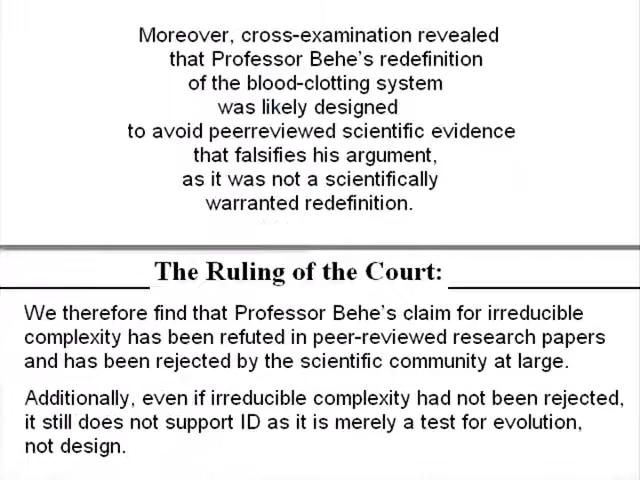 Moreover, cross-examination revealed
that Professor Behe's redefinition
of the blood-clotting system
was likely designed
to avoid peerreviewed scientific evidence
that falsifies his argument,
as it was not a scientifically
warranted redefinition.
The Ruling of the Court:
We therefore find that Professor Behe's claim for irreducible
complexity has been refuted in peer-reviewed research papers
and has been rejected by the scientific community at large.
Additionally, even if irreducible complexity had not been rejected,
it still does not support ID as it is merely a test for evolution,
not design.